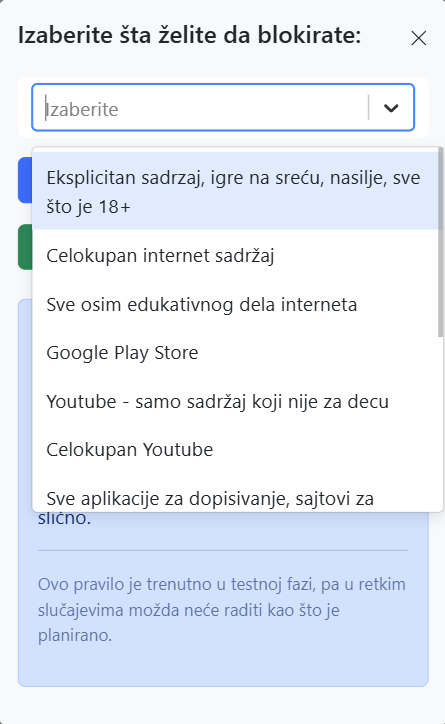 Izaberite šta želite da blokirate:
Izaberite
Eksplicitan sadrzaj, igre na sreću, nasilje, sve
što je 18+
Celokupan internet sadržaj
Sve osim edukativnog dela interneta
Google Play Store
Youtube - samo sadržaj koji nije za decu
Celokupan Youtube
Sve aplikacije za dopisivanje, sajtovi za
slično.
Ovo pravilo je trenutno u testnoj fazi, pa u retkim
slučajevima možda neće raditi kao što je
planirano.